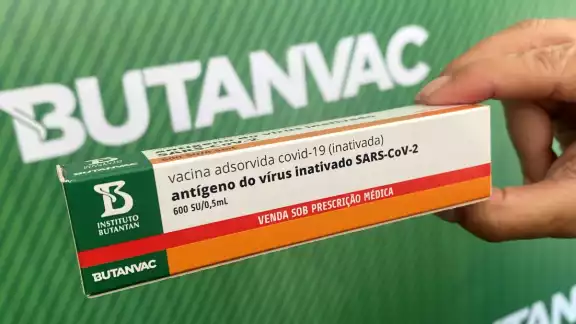 BUTANVAC
vacina adsorvida covid-19 (inativada)
antígeno do vírus inativado SARS-CoV-2
600 SU/0,5mL
VENDA SOB PRESCRIÇÃO MÉDICA
INSTITUTO
BUTANTAN
BUTANVAC